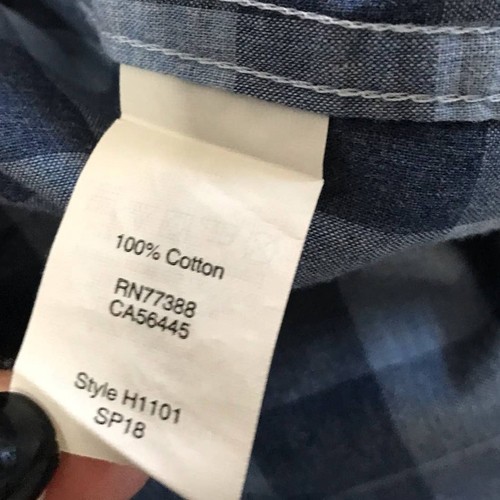 100% Cotton
RN77388
CA56445
Style H1101
SP18